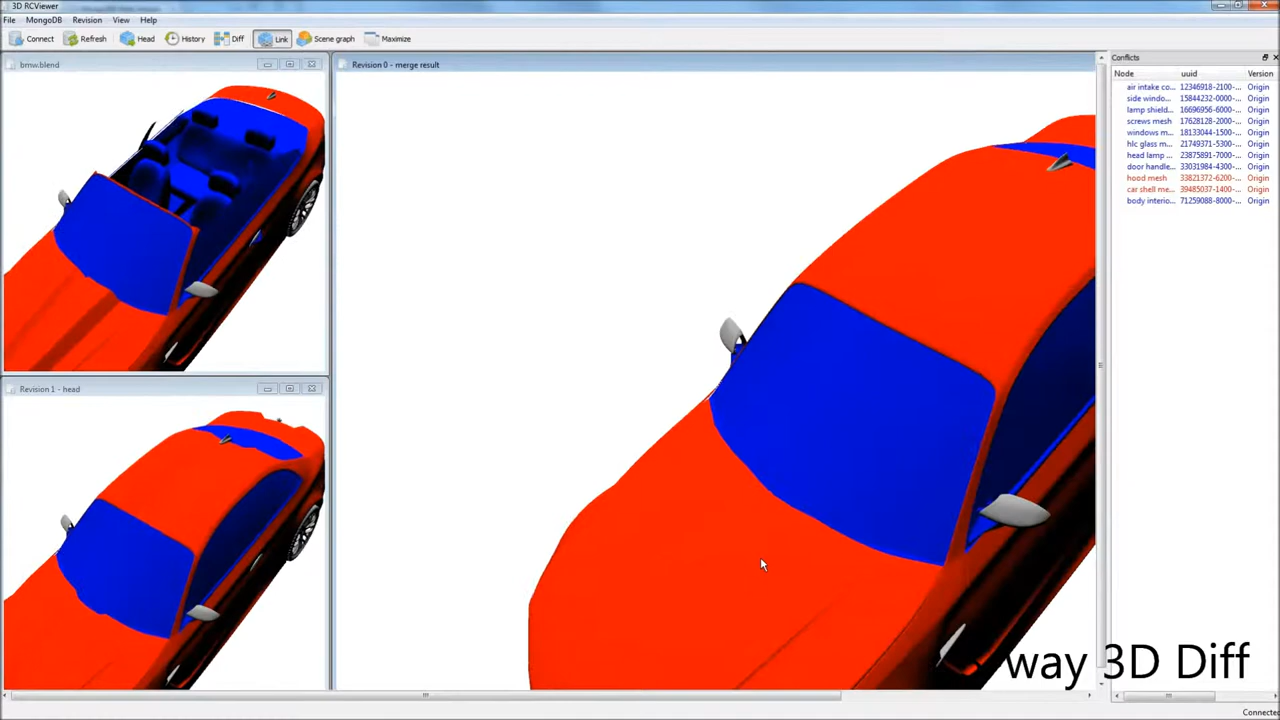 3D RCViewer
File MongoDB Revision View Help
Connect Refresh Head History Diff Link Scene graph Maximize
bmw.blend
Revision 1 - head
Revision 0 - merge result
Conflicts
Node uuid Version
air intake co... 12346918-2100-... Origin
side windo... 15844232-0000-... Origin
lamp shield... 16696956-6000-... Origin
screws mesh 17628128-2000-... Origin
windows m... 18133044-1500-... Origin
hlc glass m... 21749371-5300-... Origin
head lamp ... 23875891-7000-... Origin
door handle... 33031984-4300-... Origin
hood mesh 33821372-6200-... Origin
car shell me... 39485037-1400-... Origin
body interio... 71259088-8000-... Origin
way 3D Diff
Connected